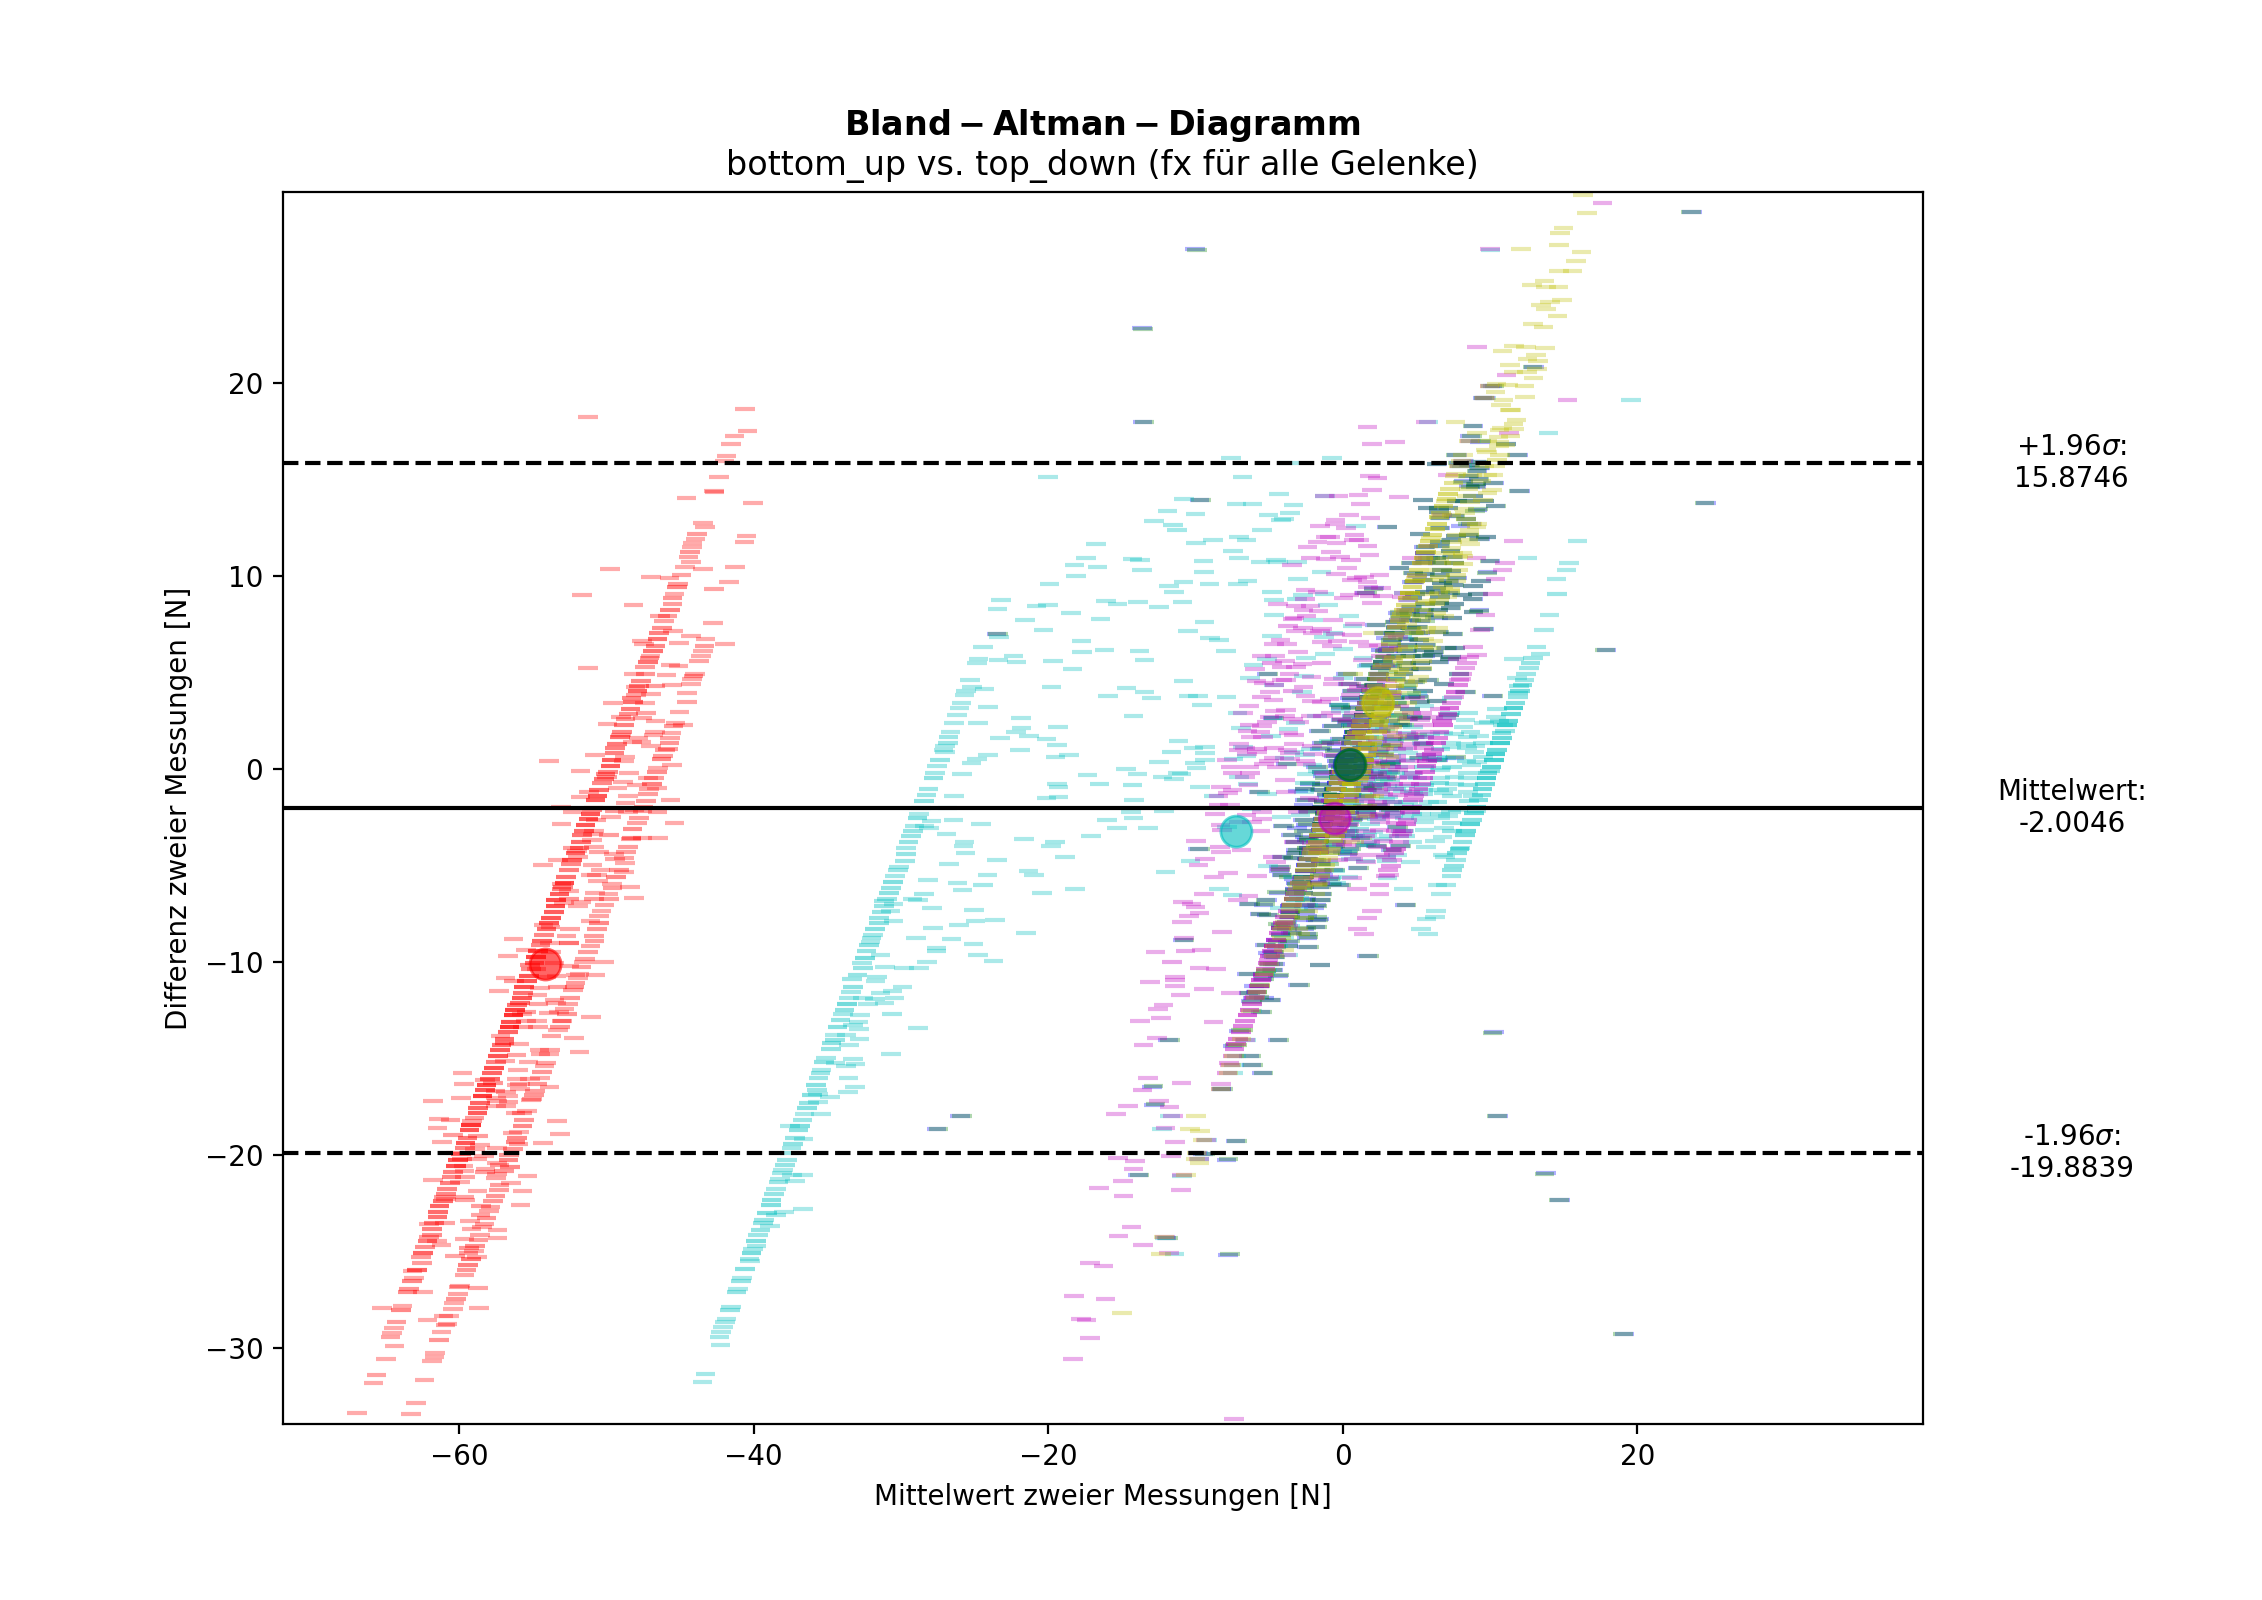 Bland − Altman − Diagramm
bottom_up vs. top_down (fx für alle Gelenke)
Differenz zweier Messungen [N]
20
10
0
−10
−20
−30
+1.96σ:
15.8746
Mittelwert:
-2.0046
-1.96σ:
-19.8839
−60
−40
−20
0
20
Mittelwert zweier Messungen [N]